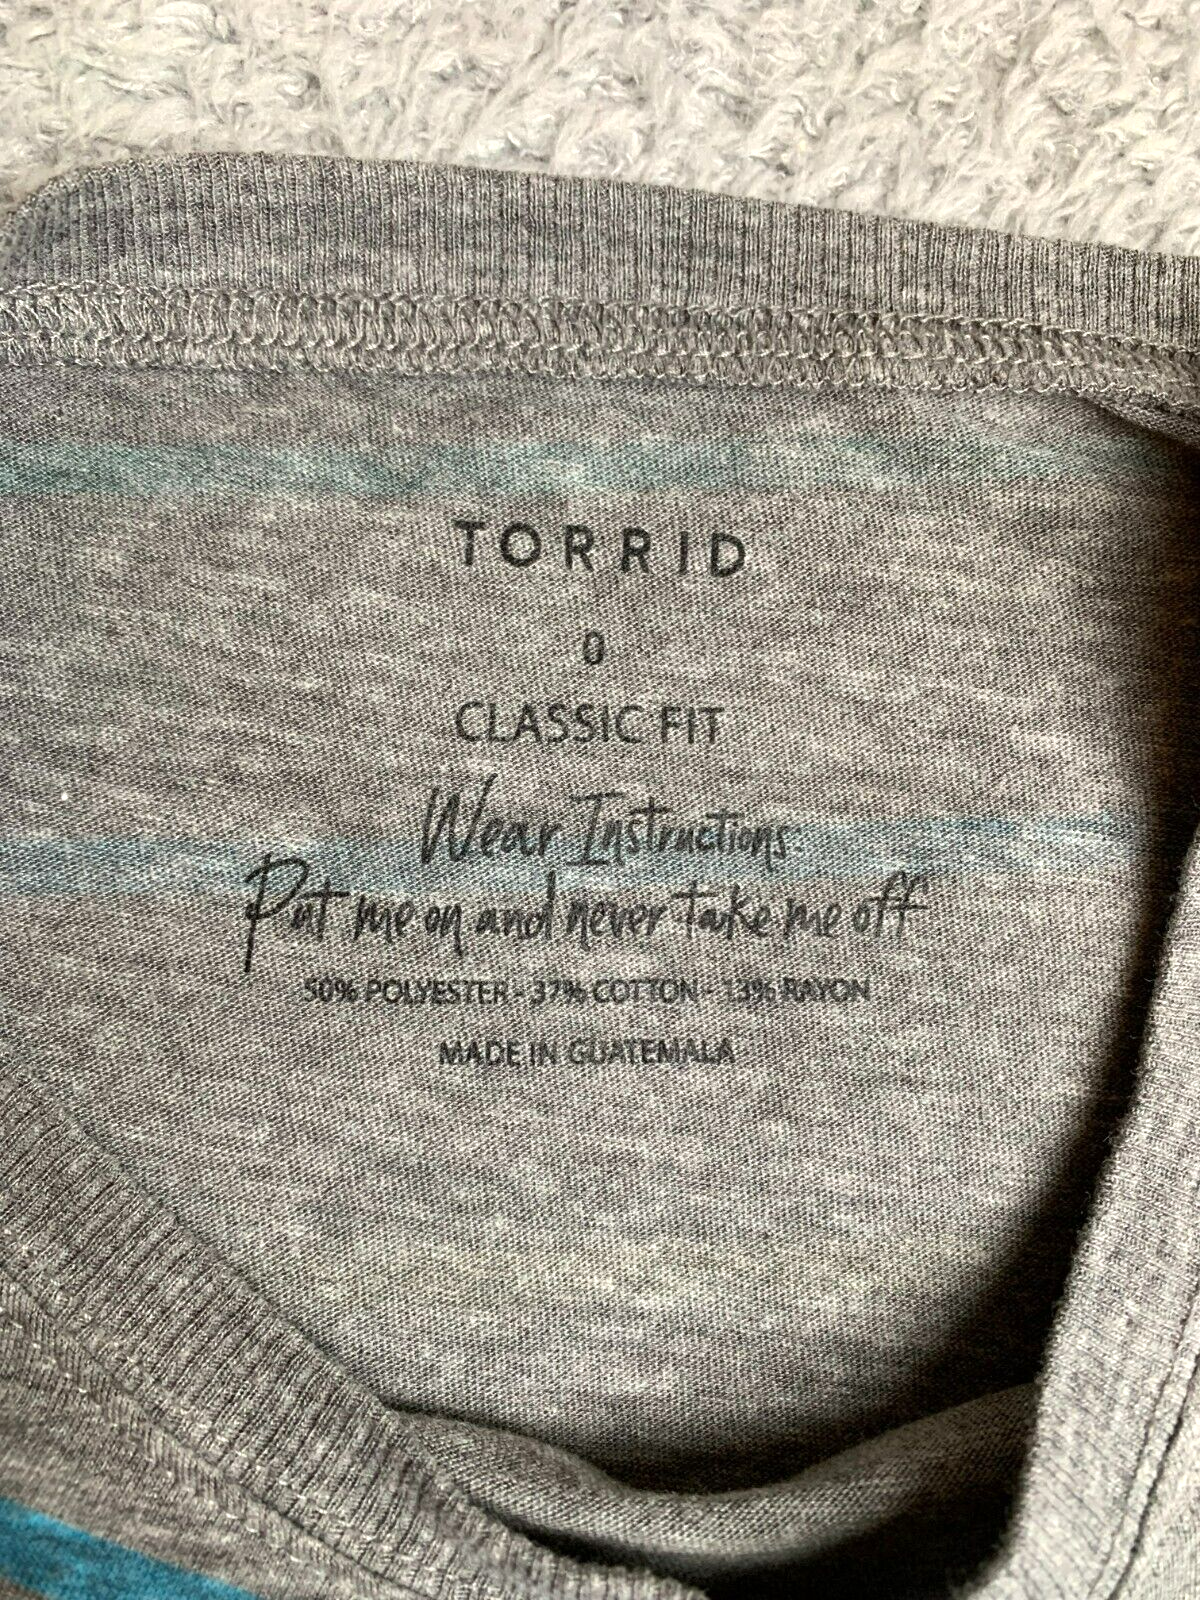 TORRID
0
CLASSIC FIT
Wear Instructions:
Put me on and never take me off
50% POLYESTER - 37% COTTON - 13% RAYON
MADE IN GUATEMALA